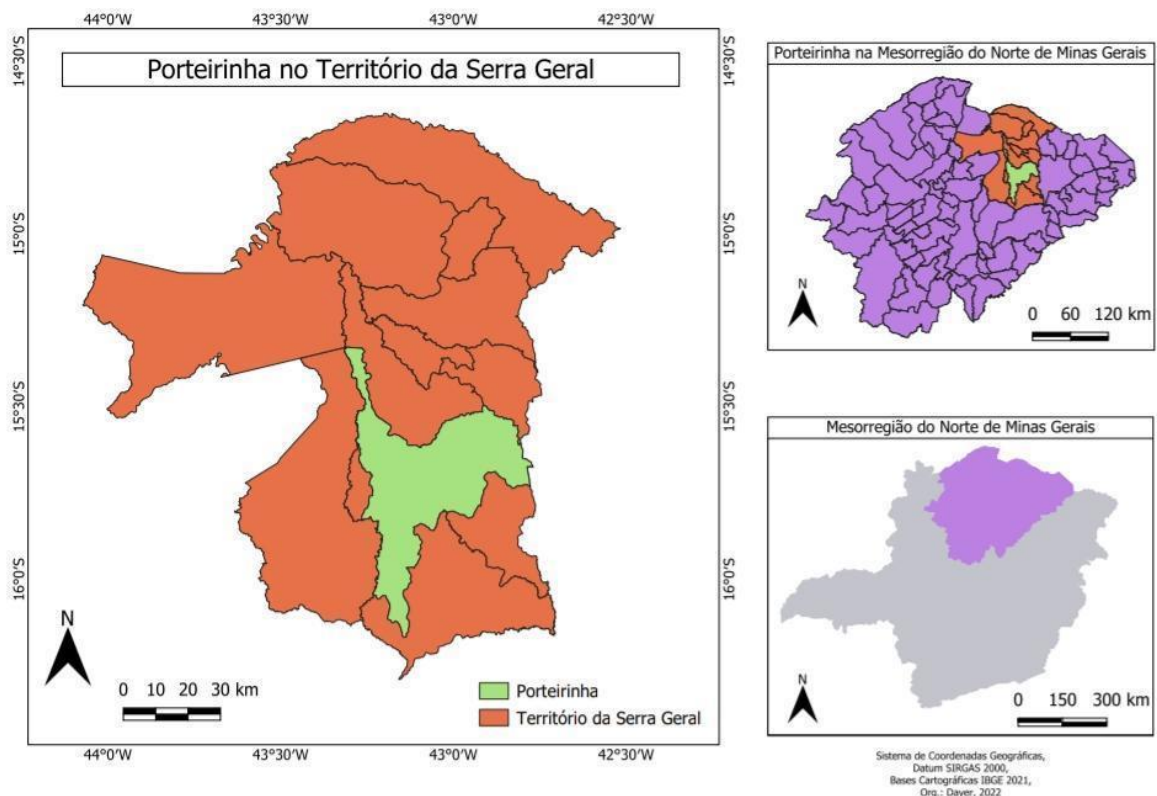 44°0'W 43°30'W 43°0'W 42°30'W
Porteirinha no Território da Serra Geral
14°30'S
15°0'S
15°30'S
16°0'S
14°30'S
15°0'S
15°30'S
16°0'S
N
0 10 20 30 km
Porteirinha
Território da Serra Geral
44°0'W 43°30'W 43°0'W 42°30'W
Porteirinha na Mesorregião do Norte de Minas Gerais
N
0 60 120 km
Mesorregião do Norte de Minas Gerais
N
0 150 300 km
Sistema de Coordenadas Geográficas,
Datum SIRGAS 2000,
Bases Cartográficas IBGE 2021,
Org.: Dayer, 2022